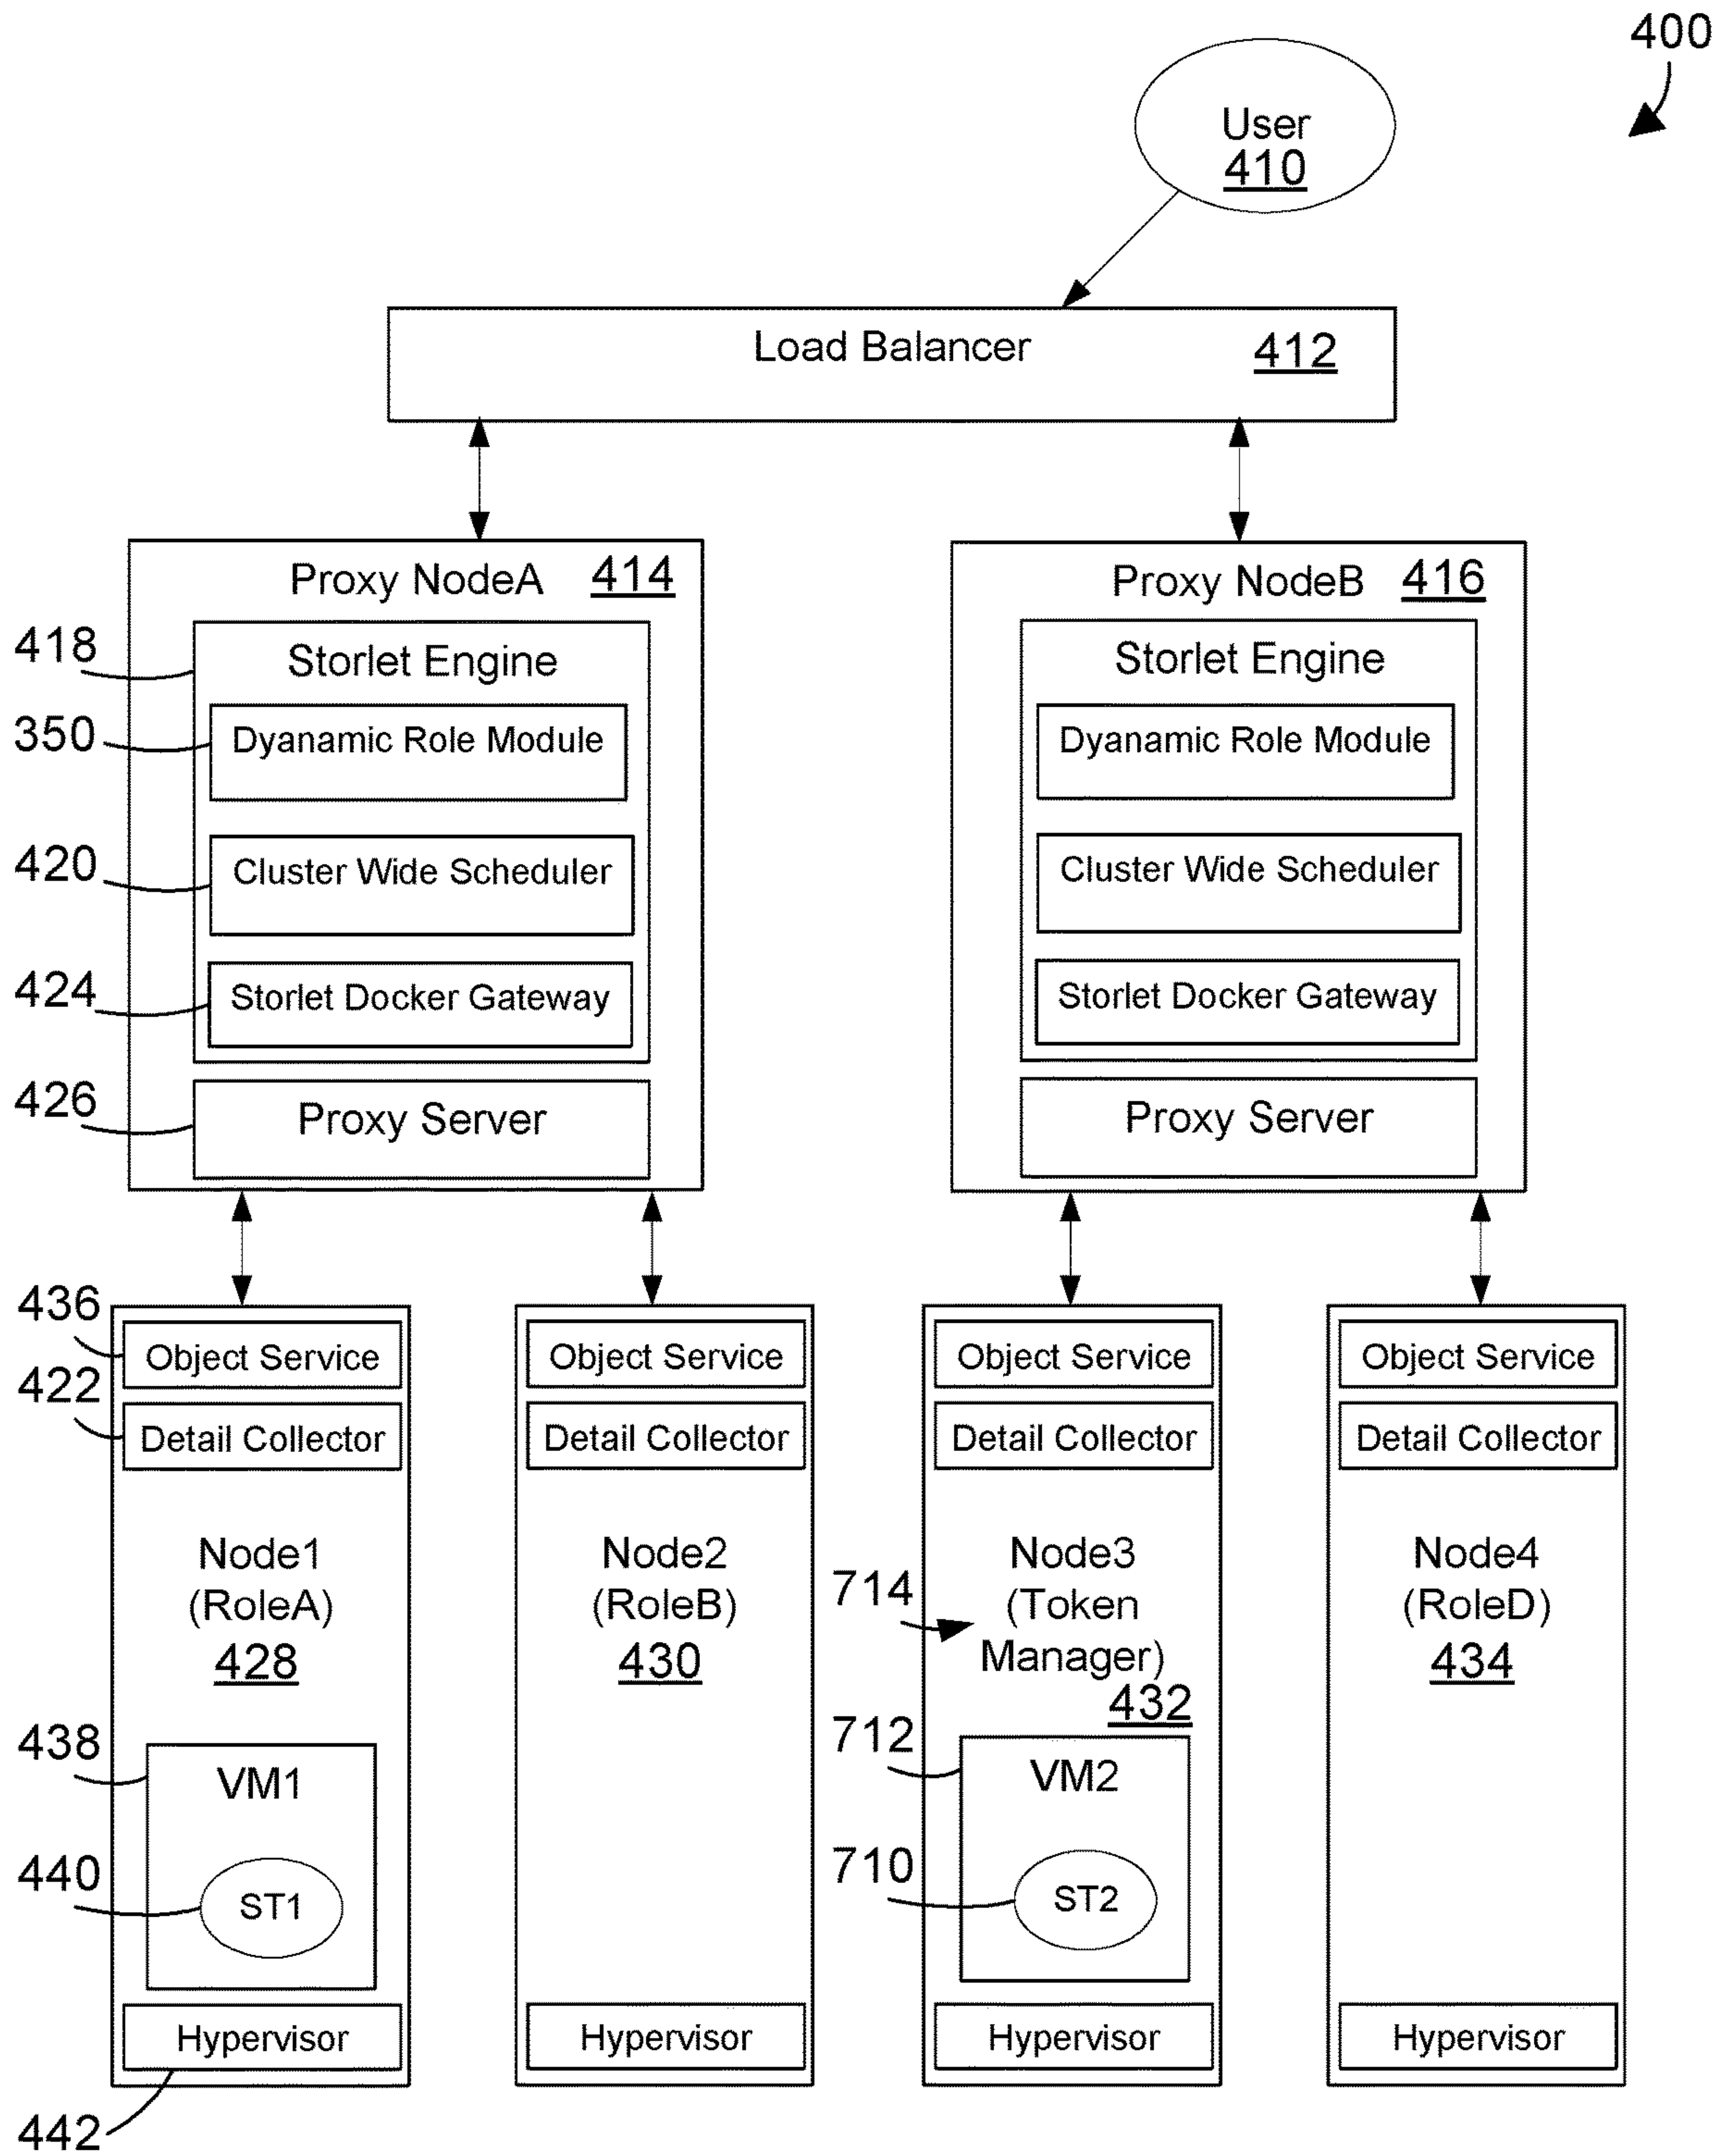 400
User
410
Load Balancer 412
Proxy NodeA 414
418
Storlet Engine
350
Dyanamic Role Module
420
Cluster Wide Scheduler
424
Storlet Docker Gateway
426
Proxy Server
Proxy NodeB 416
Storlet Engine
Dyanamic Role Module
Cluster Wide Scheduler
Storlet Docker Gateway
Proxy Server
436
Object Service
422
Detail Collector
Node1
(RoleA)
428
438
VM1
440
ST1
Hypervisor
442
Object Service
Detail Collector
Node2
(RoleB)
430
Hypervisor
Object Service
Detail Collector
Node3
714
(Token
Manager)
432
712
VM2
710
ST2
Hypervisor
Object Service
Detail Collector
Node4
(RoleD)
434
Hypervisor